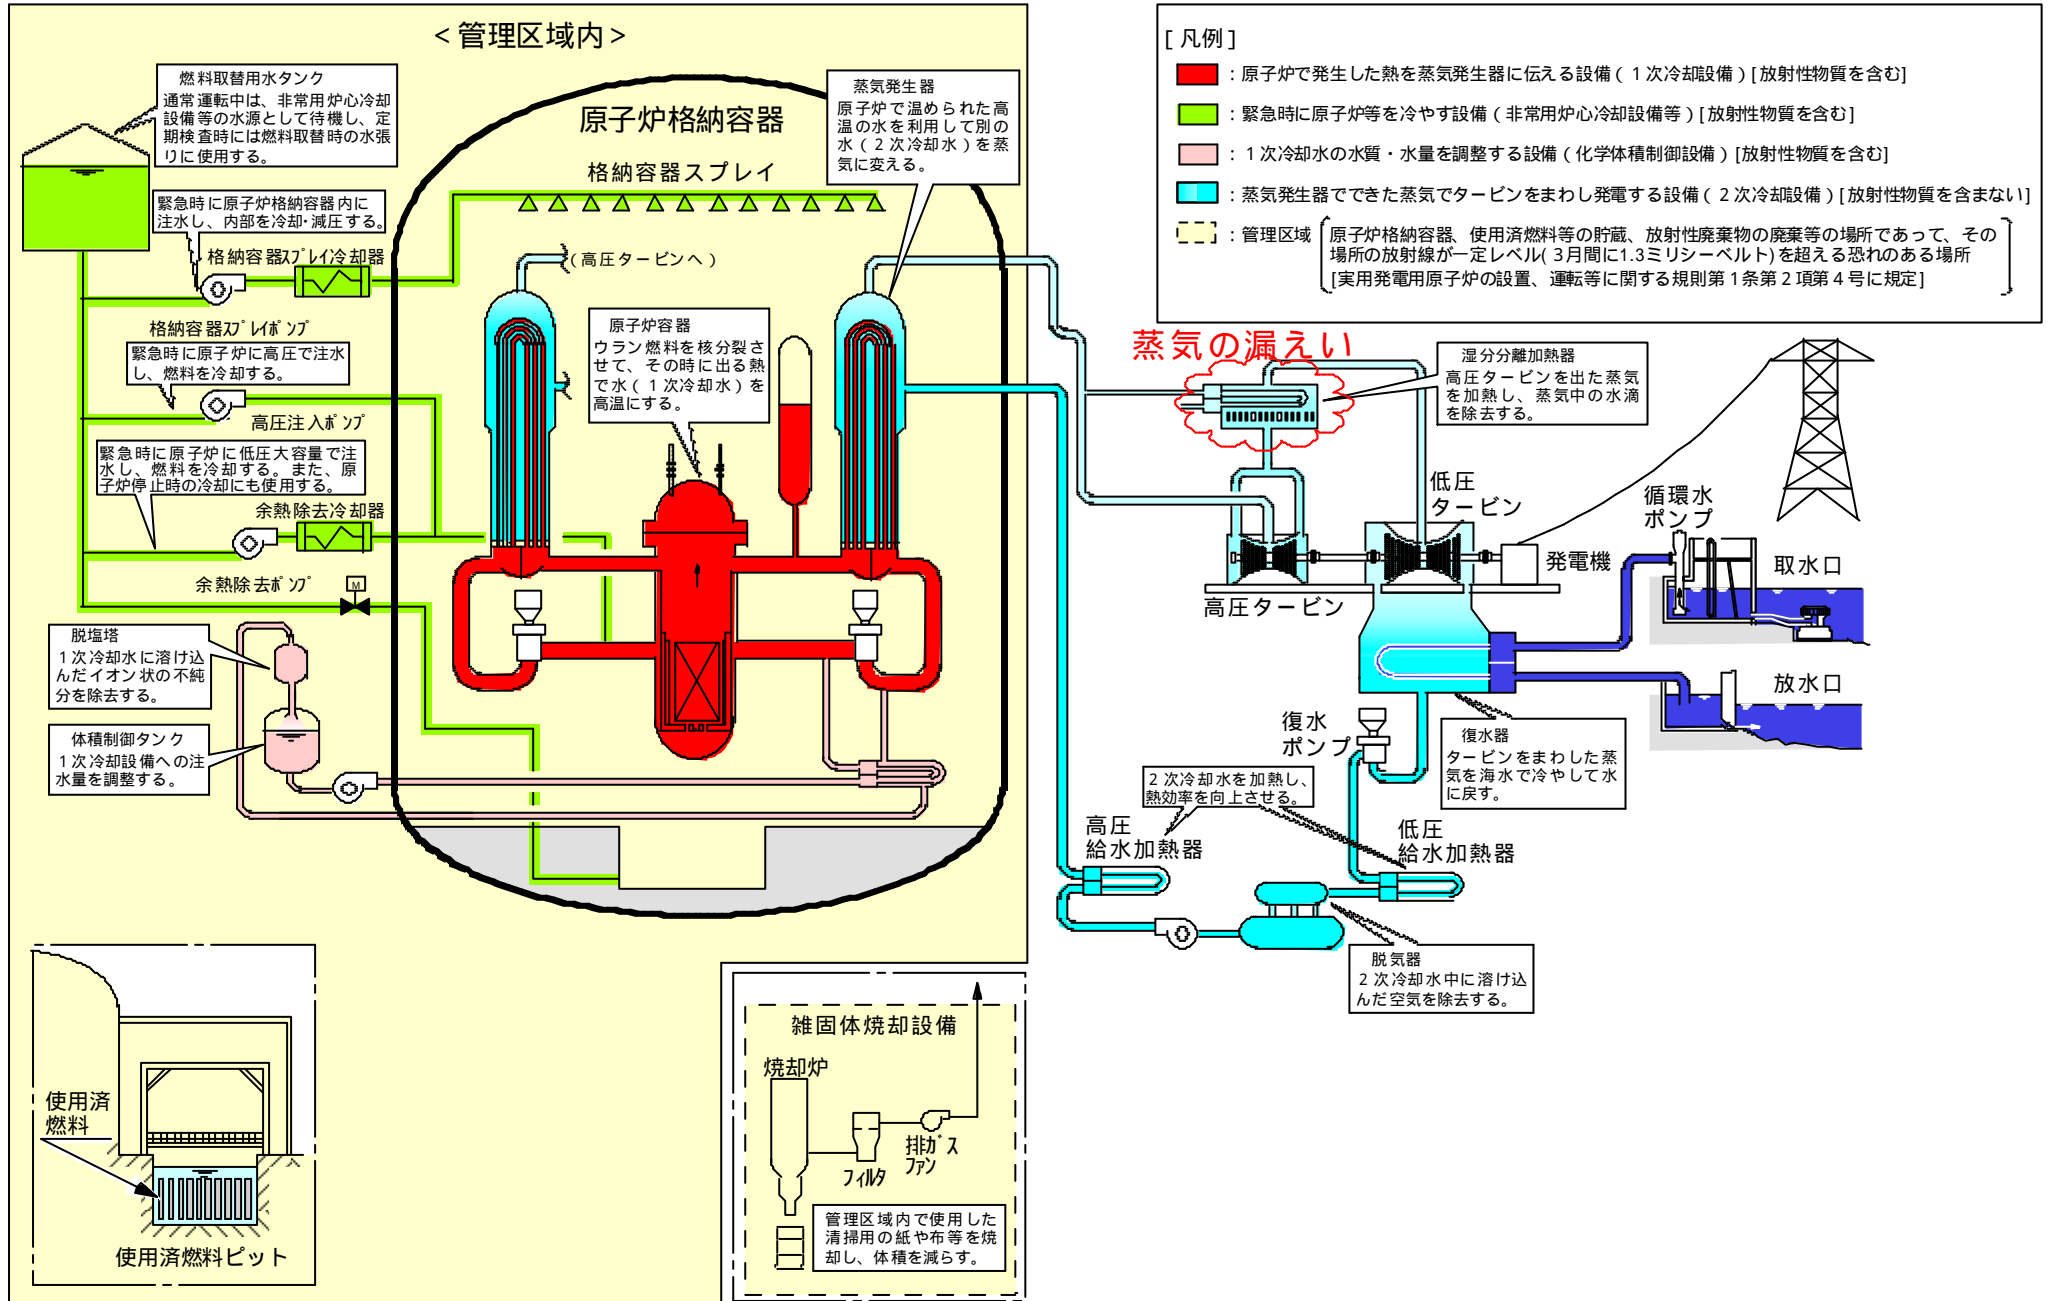 ＜管理区域内＞
燃料取替用水タンク
通常運転中は、非常用炉心冷却
設備等の水源として待機し、定
期検査時には燃料取替時の水張
りに使用する。
緊急時に原子炉格納容器内に
注水し、内部を冷却･減圧する。
格納容器ｽﾌﾟﾚｲ冷却器
格納容器ｽﾌﾟﾚｲﾎﾟﾝﾌﾟ
緊急時に原子炉に高圧で注水
し、燃料を冷却する。
高圧注入ﾎﾟﾝﾌﾟ
緊急時に原子炉に低圧大容量で注
水し、燃料を冷却する。また、原
子炉停止時の冷却にも使用する。
余熱除去冷却器
余熱除去ﾎﾟﾝﾌﾟ
M
脱塩塔
１次冷却水に溶け込
んだイオン状の不純
分を除去する。
体積制御タンク
１次冷却設備への注
水量を調整する。
原子炉格納容器
格納容器スプレイ
蒸気発生器
原子炉で温められた高
温の水を利用して別の
水（２次冷却水）を蒸
気に変える。
（高圧タービンへ）
原子炉容器
ウラン燃料を核分裂さ
せて、その時に出る熱
で水（１次冷却水）を
高温にする。
[凡例]
：原子炉で発生した熱を蒸気発生器に伝える設備（１次冷却設備）[放射性物質を含む]
：緊急時に原子炉等を冷やす設備（非常用炉心冷却設備等）[放射性物質を含む]
：１次冷却水の水質・水量を調整する設備（化学体積制御設備）[放射性物質を含む]
：蒸気発生器でできた蒸気でタービンをまわし発電する設備（２次冷却設備）[放射性物質を含まない]
：管理区域
原子炉格納容器、使用済燃料等の貯蔵、放射性廃棄物の廃棄等の場所であって、その
場所の放射線が一定レベル(３月間に1.3ミリシーベルト)を超える恐れのある場所
[実用発電用原子炉の設置、運転等に関する規則第１条第２項第４号に規定]
蒸気の漏えい
湿分分離加熱器
高圧タービンを出た蒸気
を加熱し、蒸気中の水滴
を除去する。
低圧
タービン
高圧タービン
発電機
循環水
ポンプ
取水口
放水口
復水
ポンプ
復水器
タービンをまわした蒸
気を海水で冷やして水
に戻す。
２次冷却水を加熱し、
熱効率を向上させる。
高圧
給水加熱器
低圧
給水加熱器
脱気器
２次冷却水中に溶け込
んだ空気を除去する。
使用済
燃料
使用済燃料ピット
雑固体焼却設備
焼却炉
フィルタ
排ガス
ファン
管理区域内で使用した
清掃用の紙や布等を焼
却し、体積を減らす。